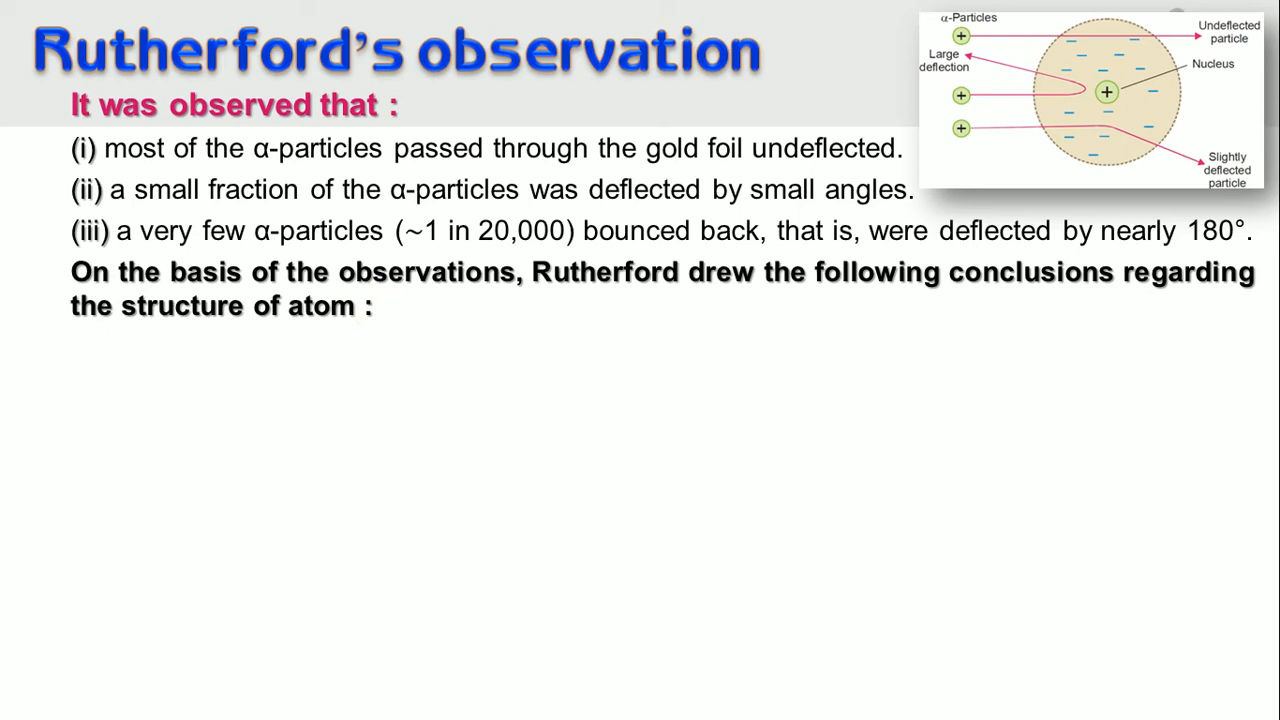 Rutherford's observation
It was observed that :
(i) most of the α-particles passed through the gold foil undeflected.
(ii) a small fraction of the α-particles was deflected by small angles.
(iii) a very few α-particles (∼1 in 20,000) bounced back, that is, were deflected by nearly 180°.
On the basis of the observations, Rutherford drew the following conclusions regarding
the structure of atom :
α-Particles
Undeflected
particle
Large
deflection
Nucleus
Slightly
deflected
particle
+
+
+
+